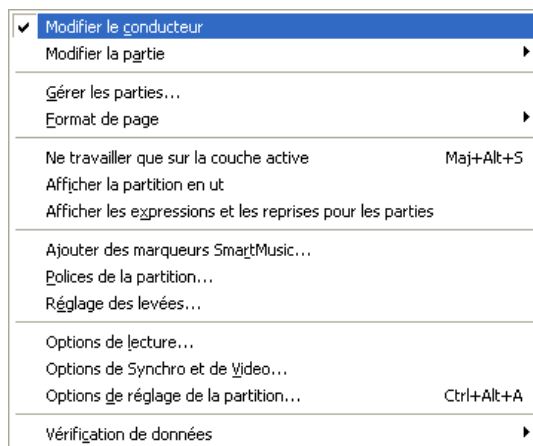 Modifier le conducteur
Modifier la partie
Gérer les parties...
Format de page
Ne travailler que sur la couche active Maj+Alt+S
Afficher la partition en ut
Afficher les expressions et les reprises pour les parties
Ajouter des marqueurs SmartMusic...
Polices de la partition...
Réglage des levées...
Options de lecture...
Options de Synchro et de Video...
Options de réglage de la partition... Ctrl+Alt+A
Vérification de données